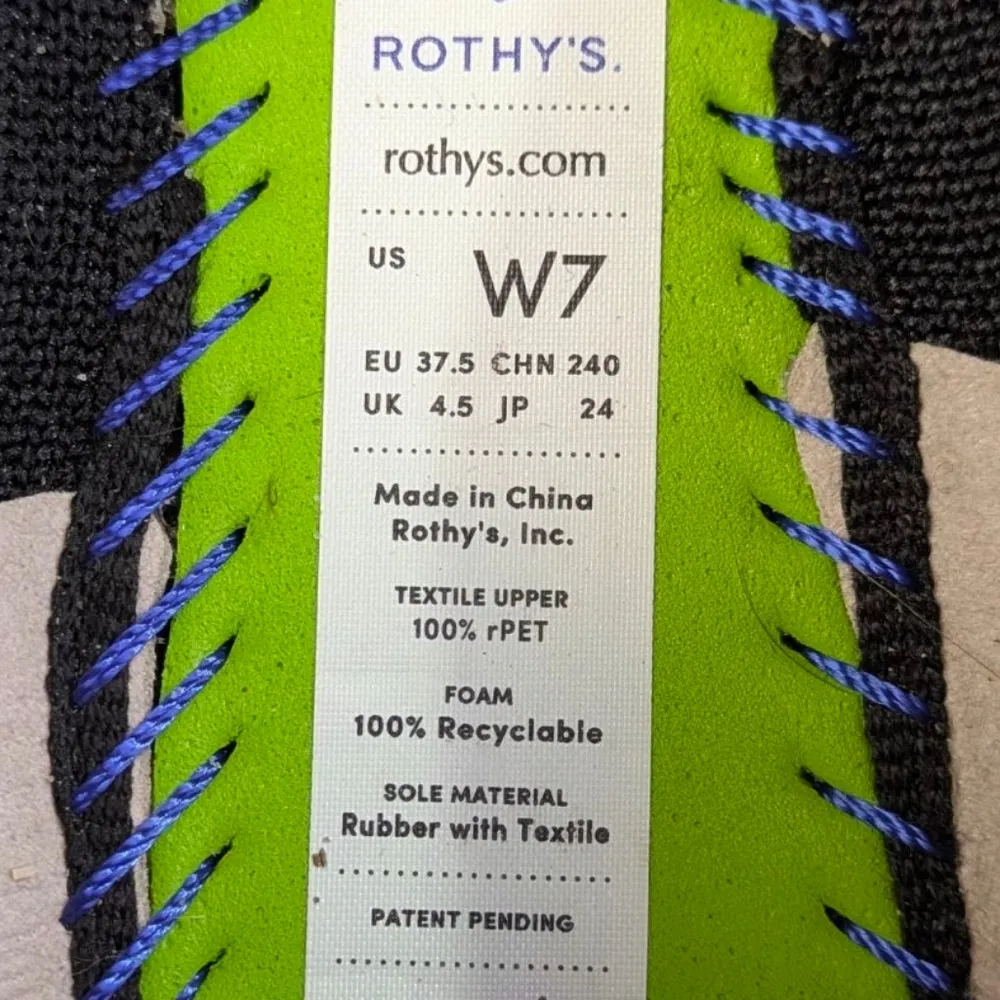 ROTHY'S.
rothys.com
US W7
EU 37.5 CHN 240
UK 4.5 JP 24
Made in China
Rothy's, Inc.
TEXTILE UPPER
100% rPET
FOAM
100% Recyclable
SOLE MATERIAL
Rubber with Textile
PATENT PENDING